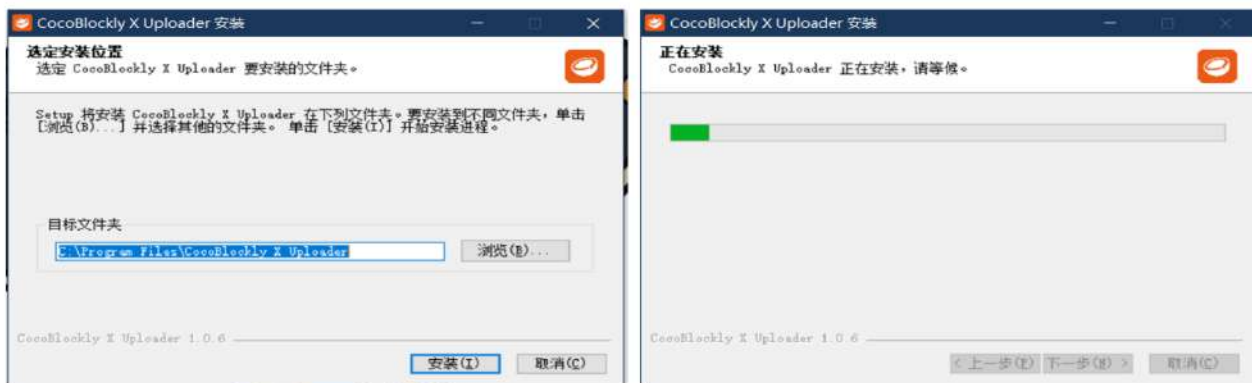 CocoBlockly X Uploader 安装
选定安装位置
选定 CocoBlockly X Uploader 要安装的文件夹。
Setup 将安装 CocoBlockly X Uploader 在下列文件夹。要安装到不同文件夹，单击
[浏览(B)...] 并选择其他的文件夹。 单击 [安装(I)] 开始安装进程。
目标文件夹
C:\Program Files\CocoBlockly X Uploader
浏览(B)...
CocoBlockly X Uploader 1.0.6
安装(I)
取消(C)
CocoBlockly X Uploader 安装
正在安装
CocoBlockly X Uploader 正在安装，请等候。
CocoBlockly X Uploader 1.0.6
< 上一步(P)
下一步(N) >
取消(C)